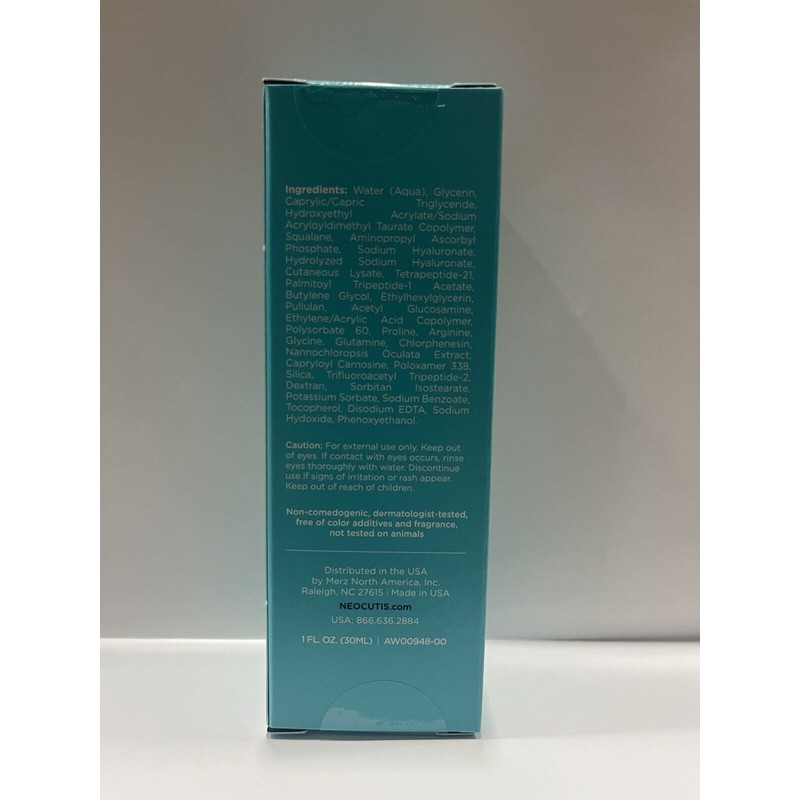 Ingredients: Water (Aqua), Glycerin,
Caprylic/Capric Triglyceride,
Hydroxyethyl Acrylate/Sodium
Acryloyldimethyl Taurate Copolymer,
Squalane, Aminopropyl Ascorbyl
Phosphate, Sodium Hyaluronate,
Hydrolyzed Sodium Hyaluronate,
Cutaneous Lysate, Tetrapeptide-21,
Palmitoyl Tripeptide-1 Acetate,
Butylene Glycol, Ethylhexylglycerin,
Pullulan, Acetyl Glucosamine,
Ethylene/Acrylic Acid Copolymer,
Polysorbate 60, Proline, Arginine,
Glycine, Glutamine, Chlorphenesin,
Nannochloropsis Oculata Extract,
Capryloyl Carnosine, Poloxamer 338,
Silica, Trifluoroacetyl Tripeptide-2,
Dextran, Sorbitan Isostearate,
Potassium Sorbate, Sodium Benzoate,
Tocopherol, Disodium EDTA, Sodium
Hydoxide, Phenoxyethanol.
Caution: For external use only. Keep out
of eyes. If contact with eyes occurs, rinse
eyes thoroughly with water. Discontinue
use if signs of irritation or rash appear.
Keep out of reach of children.
Non-comedogenic, dermatologist-tested,
free of color additives and fragrance,
not tested on animals
Distributed in the USA
by Merz North America, Inc.
Raleigh, NC 27615 | Made in USA
NEOCUTIS.com
USA: 866.636.2884
1 FL. OZ. (30ML) | AW00948-00